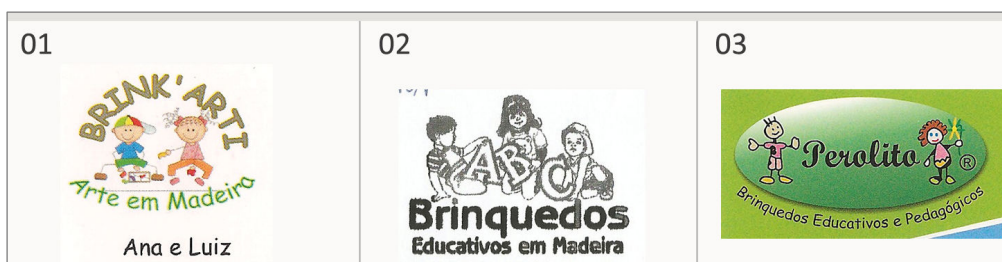 01
BRINK'ARTI
Arte em Madeira
Ana e Luiz
02
ABC
Brinquedos
Educativos em Madeira
03
Perolito
®
Brinquedos Educativos e Pedagógicos